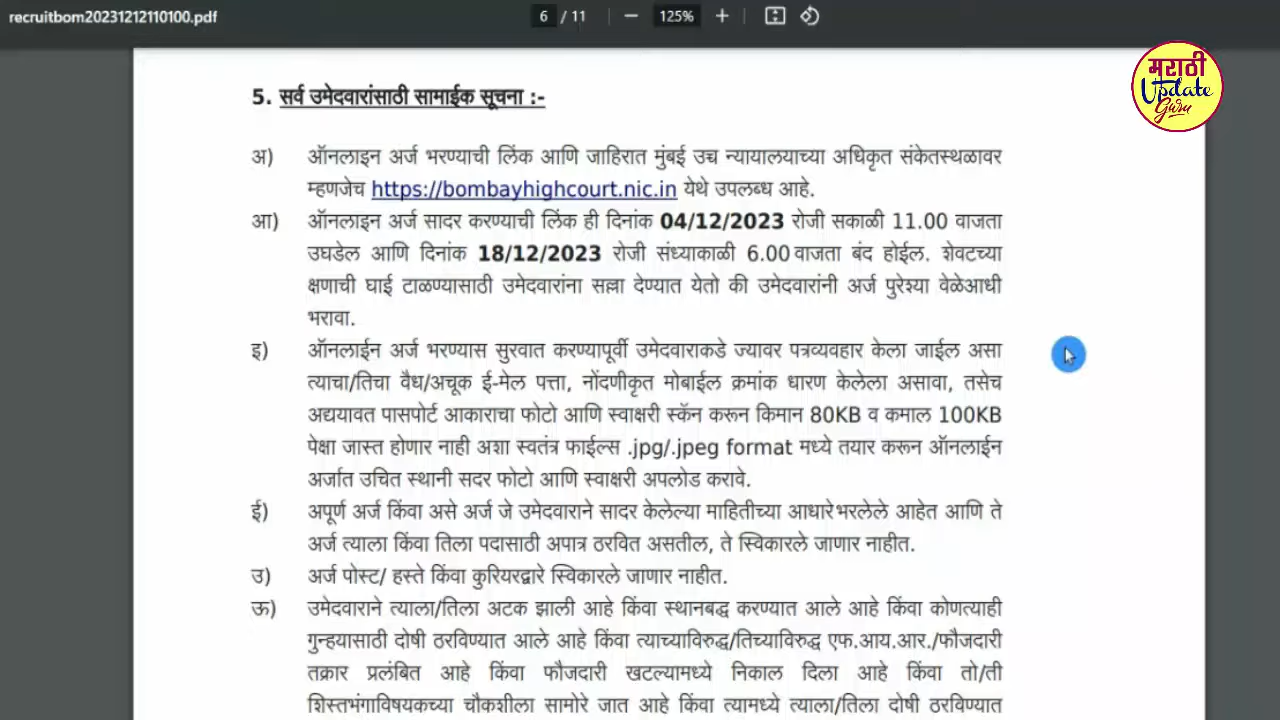 recruitbom20231212110100.pdf
6 / 11
125%
मराठी
Update
Guru
5. सर्व उमेदवारांसाठी सामाईक सूचना :-
अ) ऑनलाइन अर्ज भरण्याची लिंक आणि जाहिरात मुंबई उच्च न्यायालयाच्या अधिकृत संकेतस्थळावर
म्हणजेच https://bombayhighcourt.nic.in येथे उपलब्ध आहे.
आ) ऑनलाइन अर्ज सादर करण्याची लिंक ही दिनांक 04/12/2023 रोजी सकाळी 11.00 वाजता
उघडेल आणि दिनांक 18/12/2023 रोजी संध्याकाळी 6.00 वाजता बंद होईल. शेवटच्या
क्षणाची घाई टाळण्यासाठी उमेदवारांना सल्ला देण्यात येतो की उमेदवारांनी अर्ज पुरेश्या वेळेआधी
भरावा.
इ) ऑनलाईन अर्ज भरण्यास सुरवात करण्यापूर्वी उमेदवाराकडे ज्यावर पत्रव्यवहार केला जाईल असा
त्याचा/तिचा वैध/अचूक ई-मेल पत्ता, नोंदणीकृत मोबाईल क्रमांक धारण केलेला असावा, तसेच
अद्ययावत पासपोर्ट आकाराचा फोटो आणि स्वाक्षरी स्कॅन करून किमान 80KB व कमाल 100KB
पेक्षा जास्त होणार नाही अशा स्वतंत्र फाईल्स .jpg/.jpeg format मध्ये तयार करून ऑनलाईन
अर्जात उचित स्थानी सदर फोटो आणि स्वाक्षरी अपलोड करावे.
ई) अपूर्ण अर्ज किंवा असे अर्ज जे उमेदवाराने सादर केलेल्या माहितीच्या आधारेभरलेले आहेत आणि ते
अर्ज त्याला किंवा तिला पदासाठी अपात्र ठरवित असतील, ते स्विकारले जाणार नाहीत.
उ) अर्ज पोस्ट/ हस्ते किंवा कुरियरद्वारे स्विकारले जाणार नाहीत.
ऊ) उमेदवाराने त्याला/तिला अटक झाली आहे किंवा स्थानबद्ध करण्यात आले आहे किंवा कोणत्याही
गुन्हयासाठी दोषी ठरविण्यात आले आहे किंवा त्याच्याविरुद्ध/तिच्याविरुद्ध एफ.आय.आर./फौजदारी
तक्रार प्रलंबित आहे किंवा फौजदारी खटल्यामध्ये निकाल दिला आहे किंवा तो/ती
शिस्तभंगाविषयकच्या चौकशीला सामोरे जात आहे किंवा त्यामध्ये त्याला/तिला दोषी ठरविण्यात